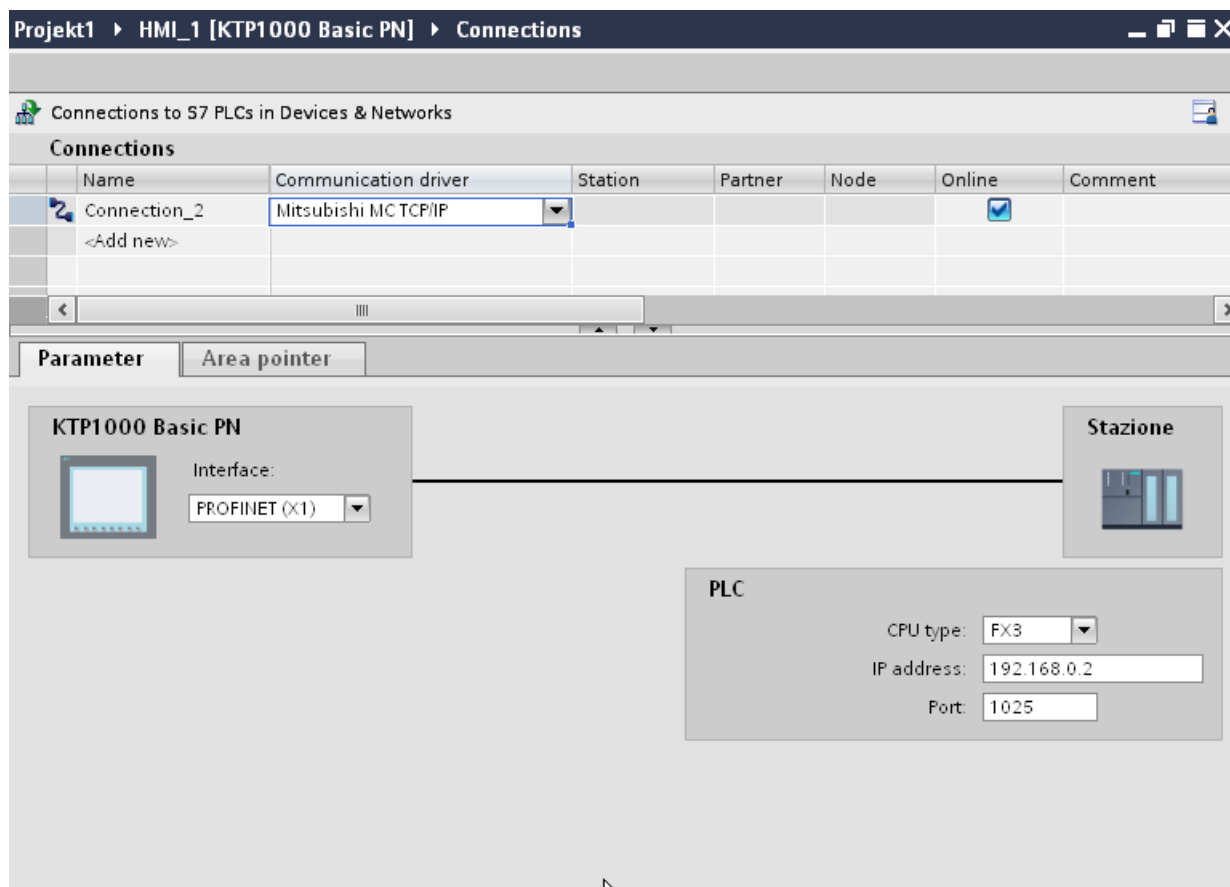 Projekt1 ▸ HMI_1 [KTP1000 Basic PN] ▸ Connections
Connections to S7 PLCs in Devices & Networks
Connections
Name Communication driver Station Partner Node Online Comment
Connection_2 Mitsubishi MC TCP/IP
<Add new>
Parameter Area pointer
KTP1000 Basic PN
Interface:
PROFINET (X1)
Stazione
PLC
CPU type: FX3
IP address: 192.168.0.2
Port: 1025